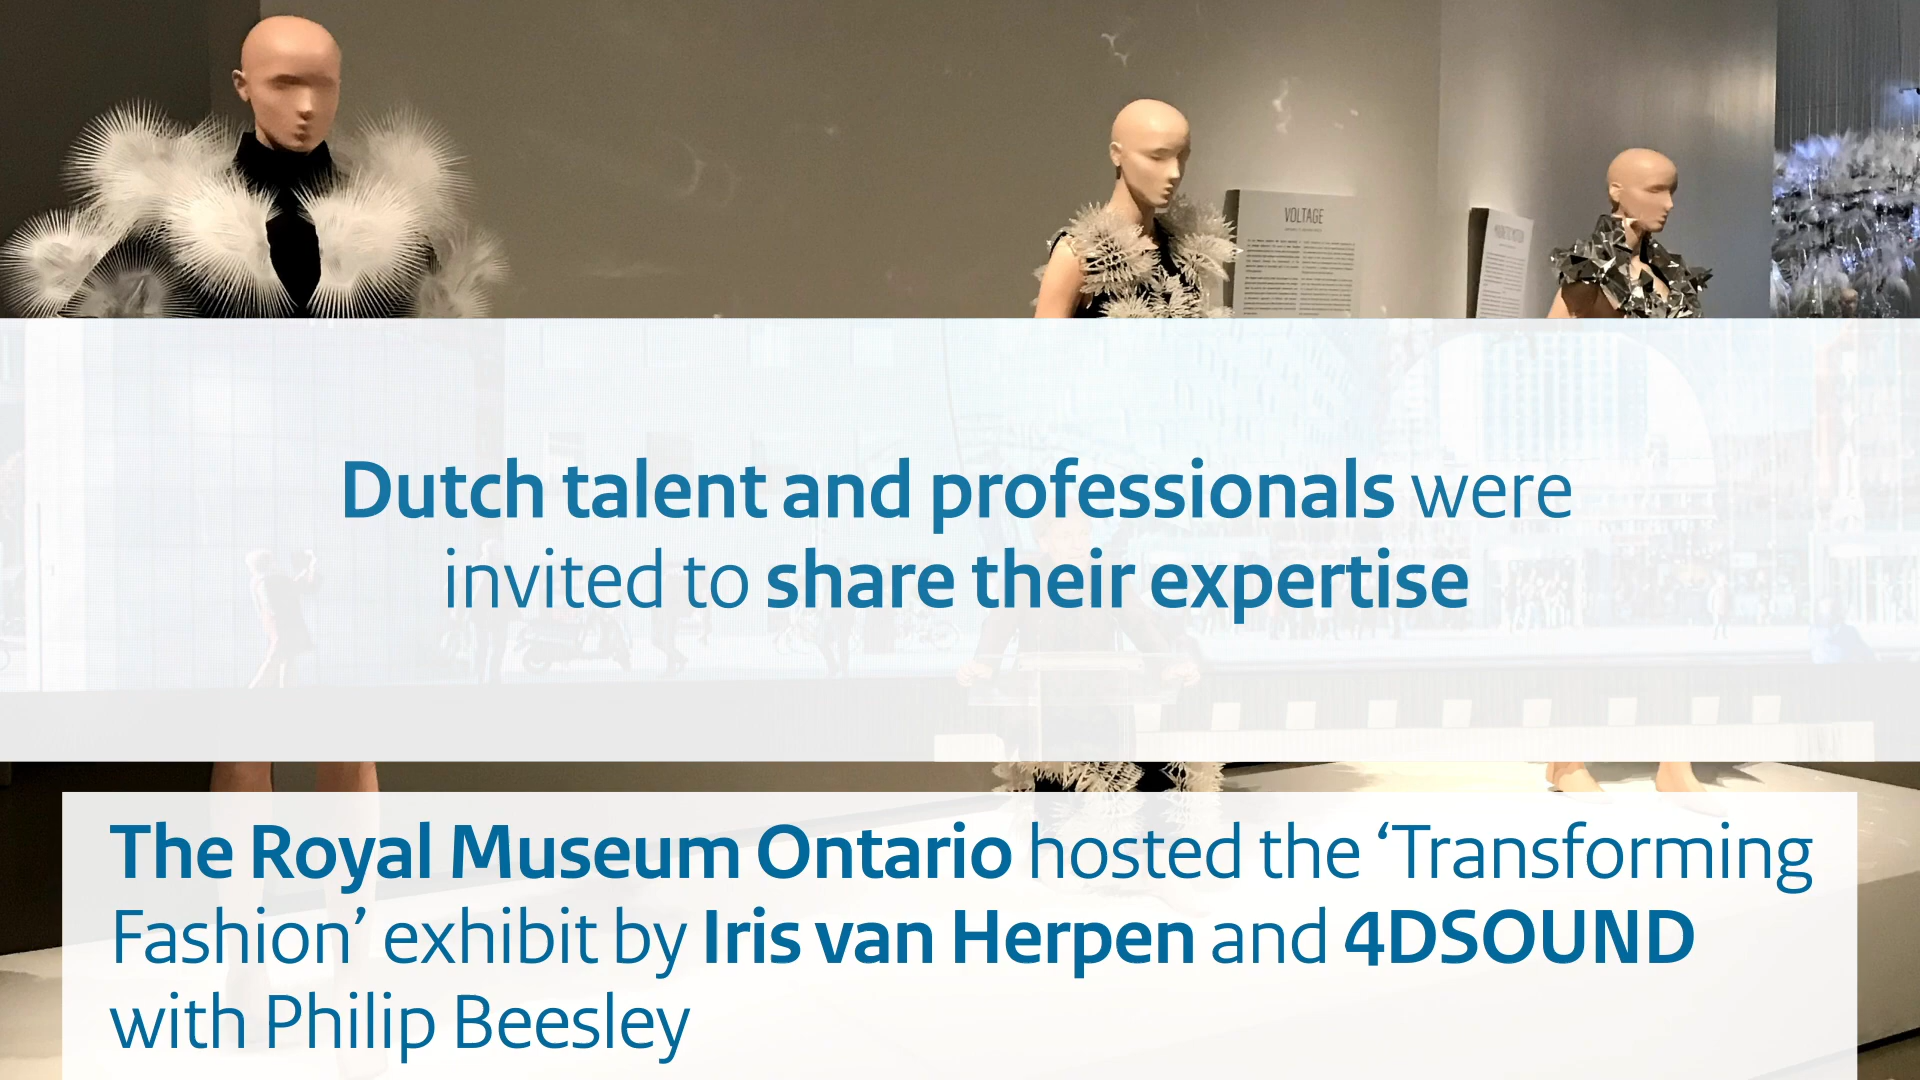 VOLTAGE
Dutch talent and professionals were
invited to share their expertise
The Royal Museum Ontario hosted the ‘Transforming
Fashion’ exhibit by Iris van Herpen and 4DSOUND
with Philip Beesley